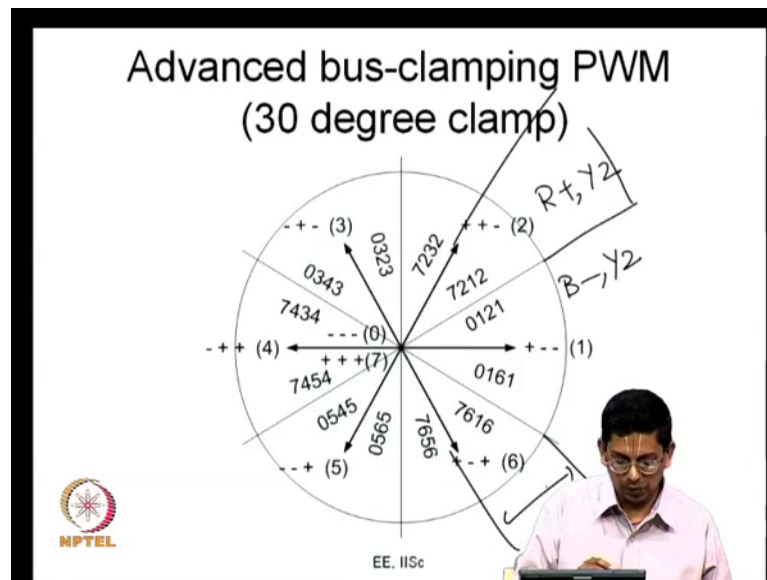 Advanced bus-clamping PWM
(30 degree clamp)
R+, Y2
B-, Y2
- + - (3)
0323
7232
+ + - (2)
0343
7212
7434
0121
- - - (0)
- + + (4)
+ + +(7)
+ - - (1)
7454
0161
0545
0565
7656
7616
- - + (5)
+ - + (6)
NPTEL
EE, IISc